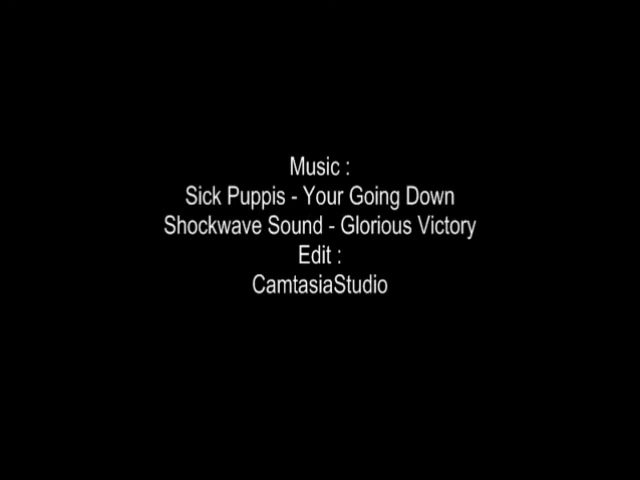 Music :
Sick Puppis - Your Going Down
Shockwave Sound - Glorious Victory
Edit :
CamtasiaStudio